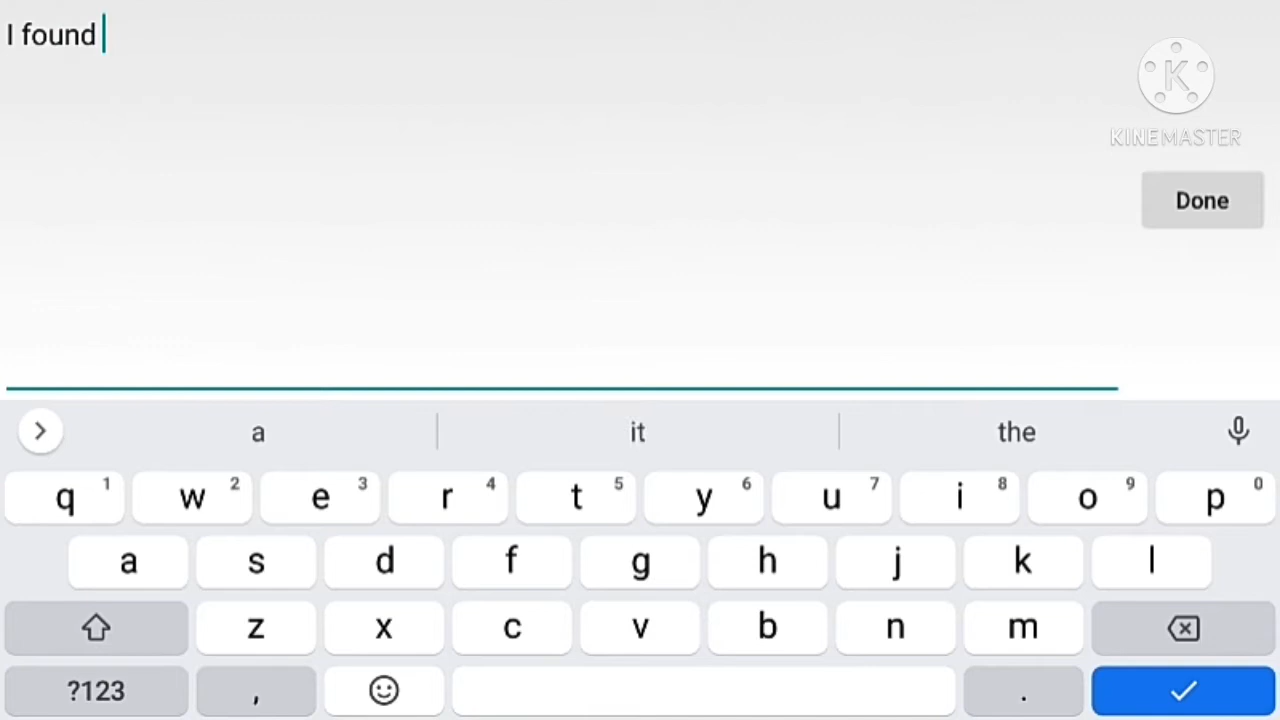 I found
K
KINEMASTER
Done
a it the
q 1 w 2 e 3 r 4 t 5 y 6 u 7 i 8 o 9 p 0
a s d f g h j k l
z x c v b n m
?123 , .